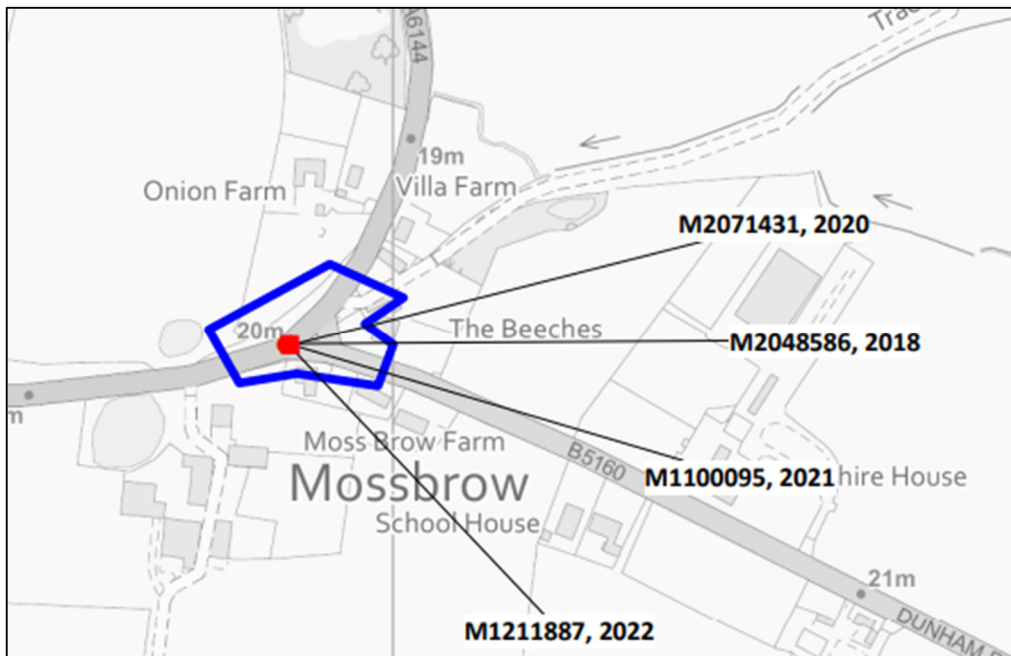 A6144
Trac
19m
Onion Farm
Villa Farm
M2071431, 2020
20m
The Beeches
M2048586, 2018
m
Moss Brow Farm
B5160
M1100095, 2021
hire House
Mossbrow
School House
21m
DUNHAM R
M1211887, 2022